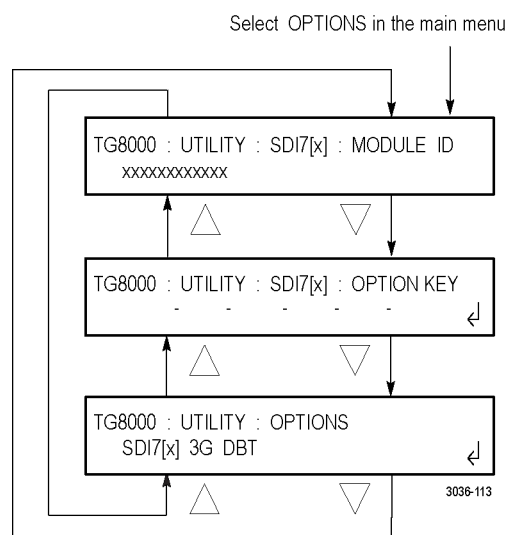 Select OPTIONS in the main menu
TG8000 : UTILITY : SDI7[x] : MODULE ID
xxxxxxxxxxxx
TG8000 : UTILITY : SDI7[x] : OPTION KEY
- - - - -
TG8000 : UTILITY : OPTIONS
SDI7[x] 3G DBT
3036-113